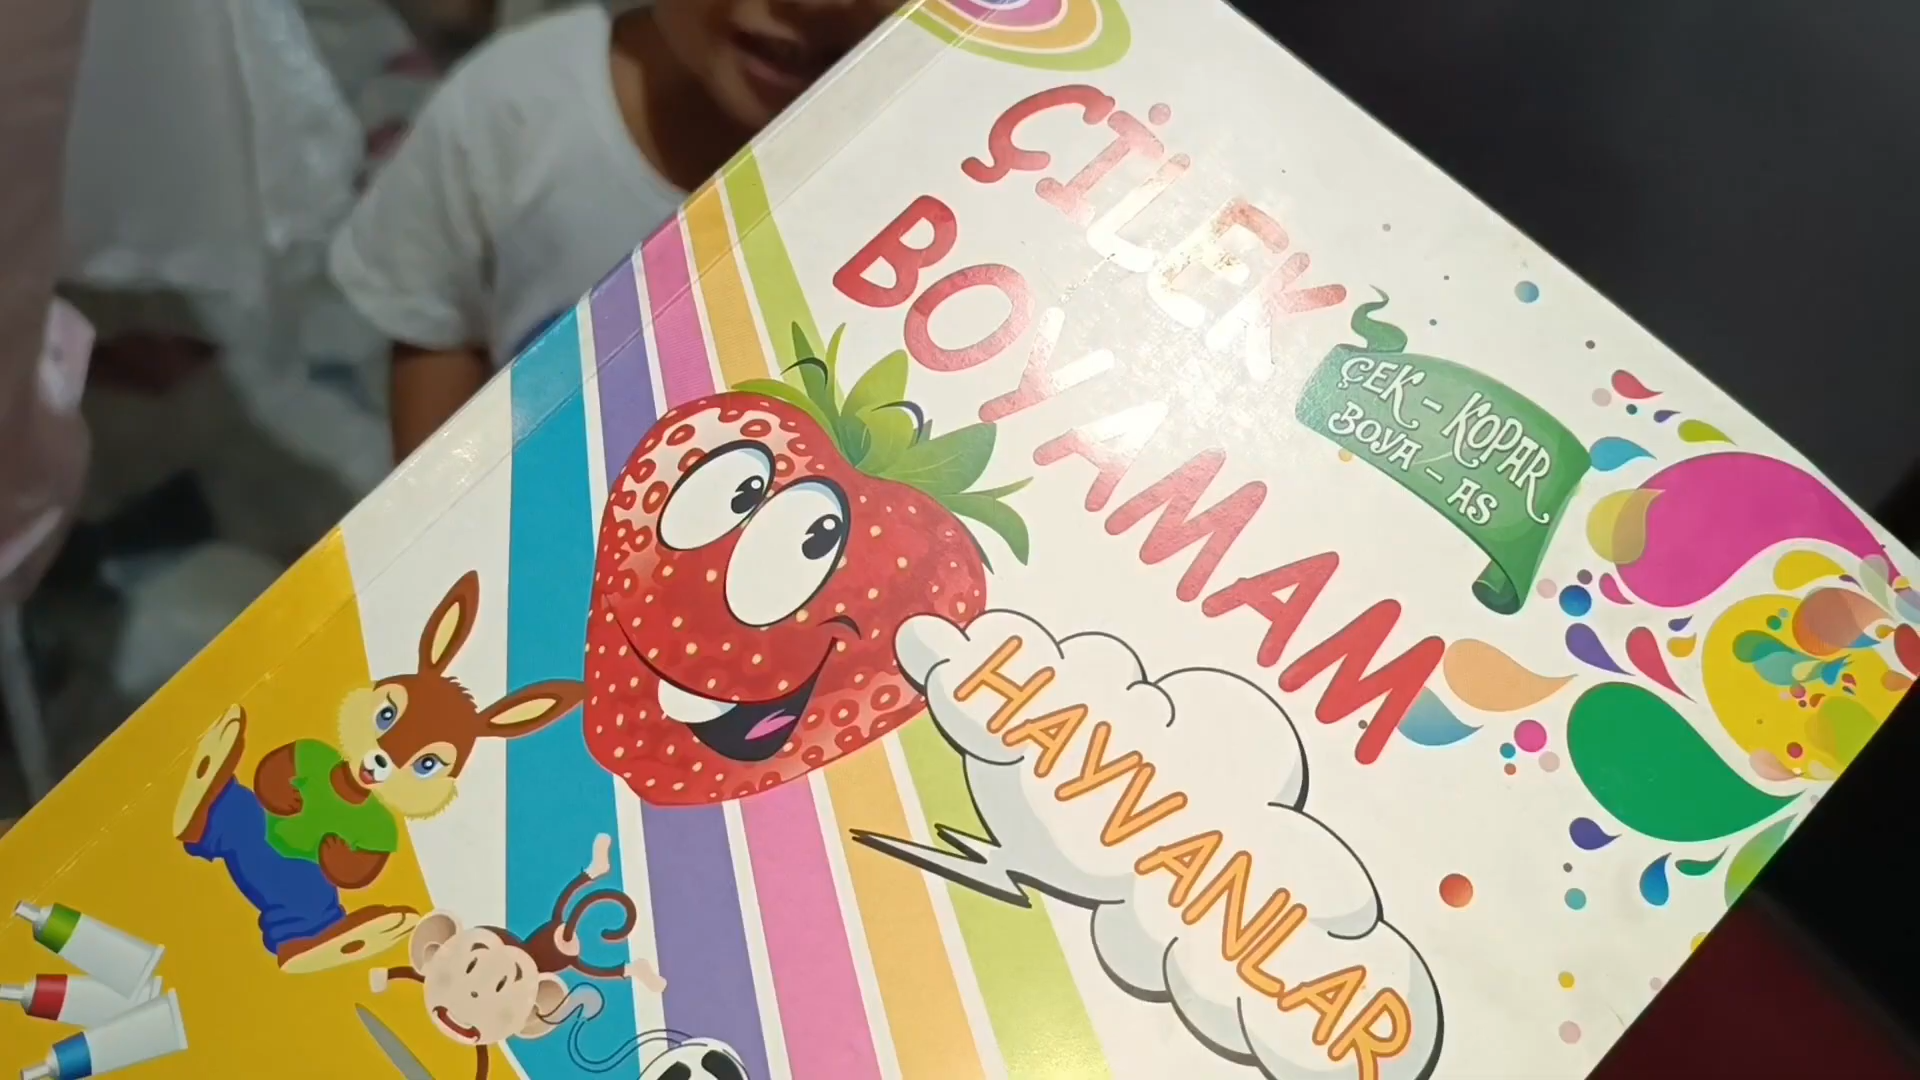 ÇİLEK
BOYAMAM
ÇEK - KOPAR
BOYA - AS
HAYVANLAR